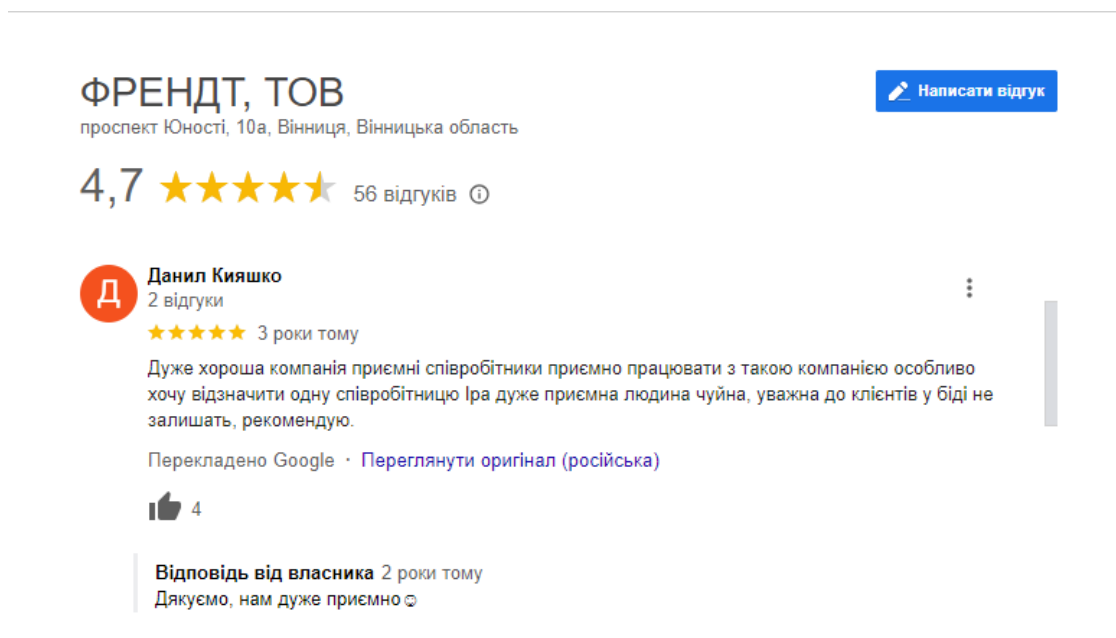 ФРЕНДТ, ТОВ
Написати відгук
проспект Юності, 10а, Вінниця, Вінницька область
4,7
56 відгуків
Д
Данил Кияшко
2 відгуки
3 роки тому
Дуже хороша компанія приємні співробітники приємно працювати з такою компанією особливо
хочу відзначити одну співробітницю Іра дуже приємна людина чуйна, уважна до клієнтів у біді не
залишать, рекомендую.
Перекладено Google · Переглянути оригінал (російська)
4
Відповідь від власника 2 роки тому
Дякуємо, нам дуже приємно☺